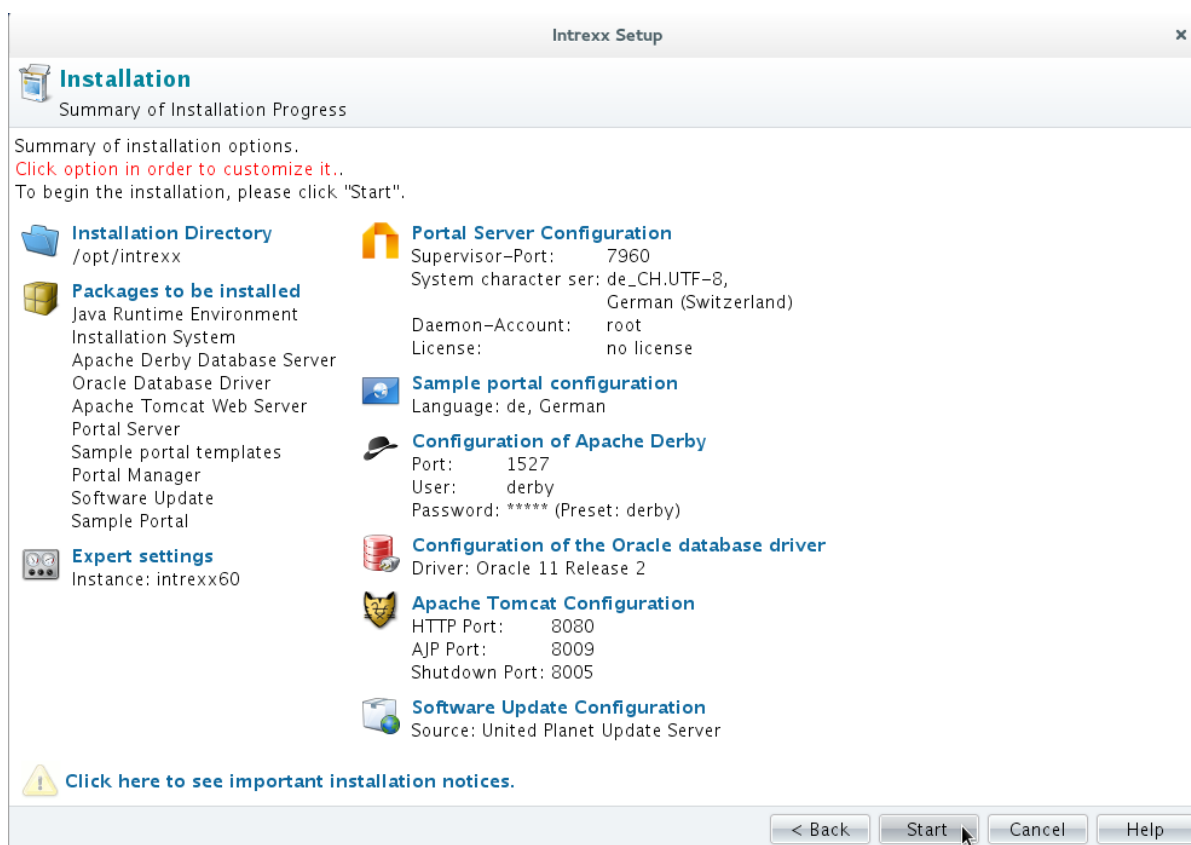 Intrexx Setup
Installation
Summary of Installation Progress
Summary of installation options.
Click option in order to customize it..
To begin the installation, please click "Start".
Installation Directory
/opt/intrexx
Packages to be installed
Java Runtime Environment
Installation System
Apache Derby Database Server
Oracle Database Driver
Apache Tomcat Web Server
Portal Server
Sample portal templates
Portal Manager
Software Update
Sample Portal
Expert settings
Instance: intrexx60
Portal Server Configuration
Supervisor-Port: 7960
System character ser: de_CH.UTF-8,
German (Switzerland)
Daemon-Account: root
License: no license
Sample portal configuration
Language: de, German
Configuration of Apache Derby
Port: 1527
User: derby
Password: ***** (Preset: derby)
Configuration of the Oracle database driver
Driver: Oracle 11 Release 2
Apache Tomcat Configuration
HTTP Port: 8080
AJP Port: 8009
Shutdown Port: 8005
Software Update Configuration
Source: United Planet Update Server
Click here to see important installation notices.
< Back Start Cancel Help